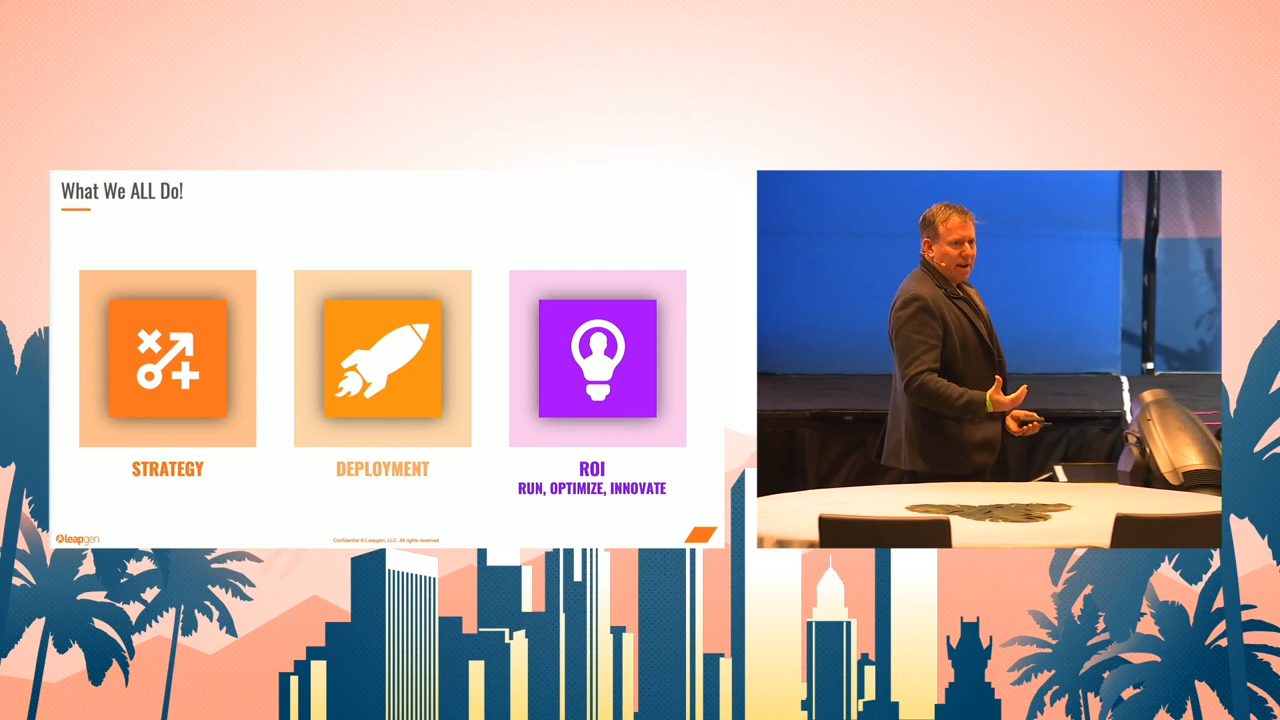 What We ALL Do!
STRATEGY
DEPLOYMENT
ROI
RUN, OPTIMIZE, INNOVATE
leapgen
Confidential © Leapgen, LLC. All rights reserved.